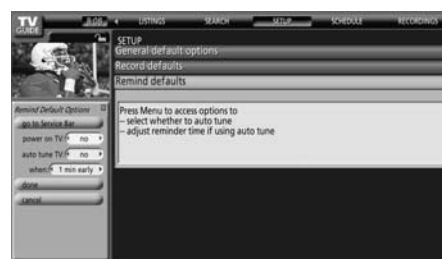 TV
GUIDE
8:08
LISTINGS
SEARCH
SETUP
SCHEDULE
RECORDINGS
SETUP
General default options
Record defaults
Remind defaults
Remind Default Options
go to Service Bar
power on TV: no
auto tune TV: no
when: 1 min early
done
cancel
Press Menu to access options to
– select whether to auto tune
– adjust reminder time if using auto tune